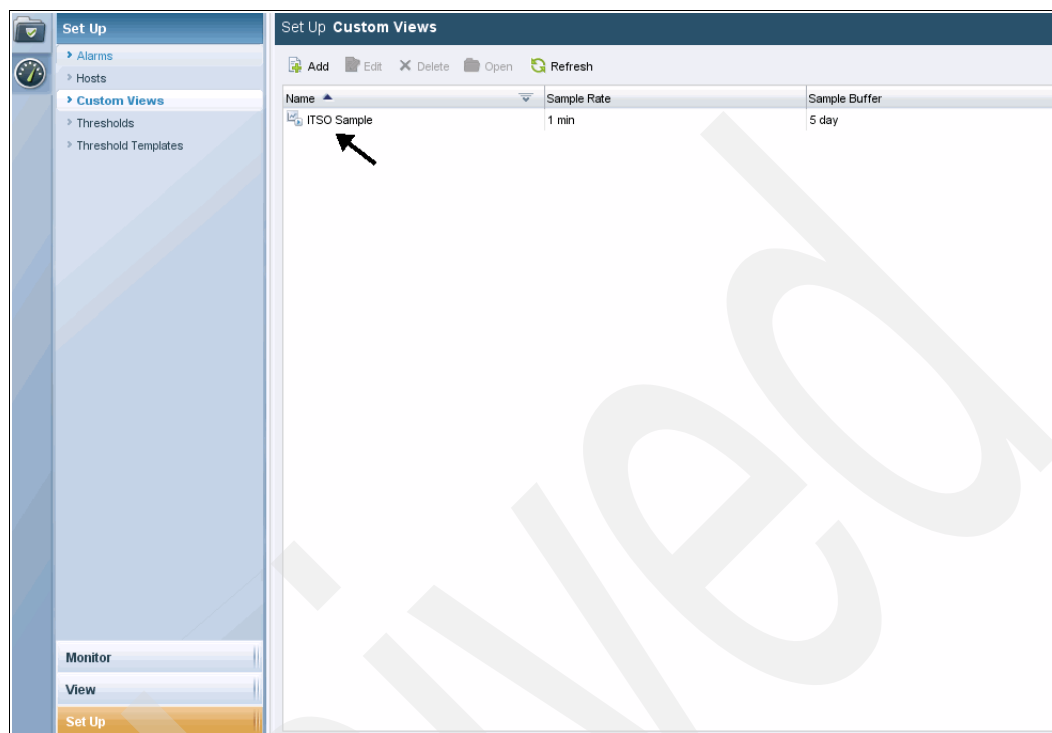 Set Up
Set Up Custom Views
Alarms
Hosts
Custom Views
Thresholds
Threshold Templates
Add Edit Delete Open Refresh
Name Sample Rate Sample Buffer
ITSO Sample 1 min 5 day
Monitor
View
Set Up
ived